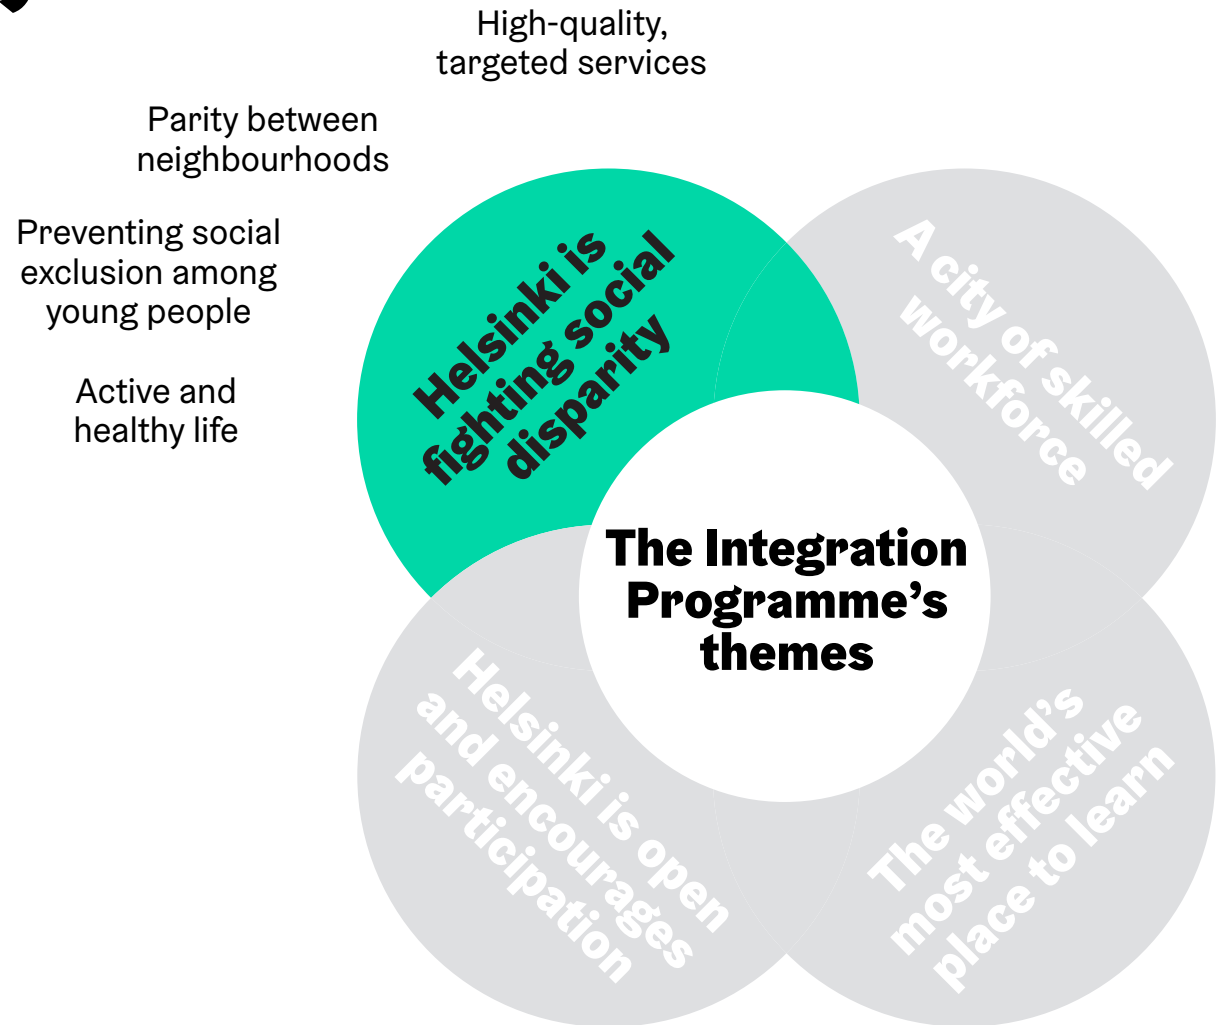 High-quality,
targeted services
Parity between
neighbourhoods
Preventing social
exclusion among
young people
Active and
healthy life
Helsinki is
fighting social
disparity
A city of skilled
workforce
The Integration
Programme’s
themes
Helsinki is open
and encourages
participation
The world’s
most effective
place to learn